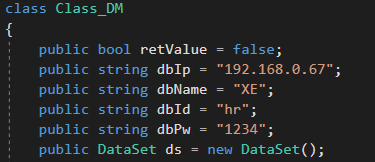 class Class_DM
{
public bool retValue = false;
public string dbIp = "192.168.0.67";
public string dbName = "XE";
public string dbId = "hr";
public string dbPw = "1234";
public DataSet ds = new DataSet();